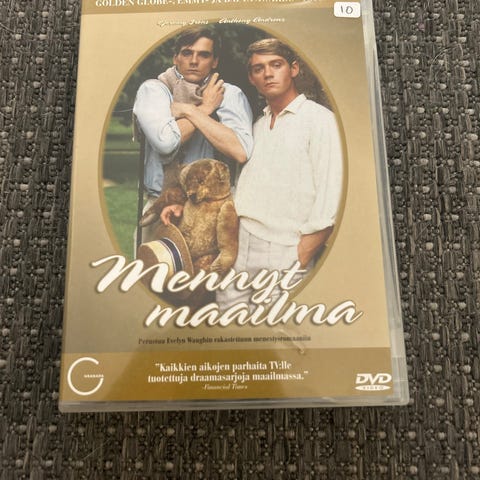 GOLDEN GLOBE-, EMMY- JA
10
Jeremy Irons Anthony Andrews
Mennyt
maailma
Perustuu Evelyn Waughin rakastettuun menestysromaaniin
"Kaikkien aikojen parhaita TV:lle
tuotettuja draamasarjoja maailmassa."
-Financial Times
GRANADA
DVD
VIDEO